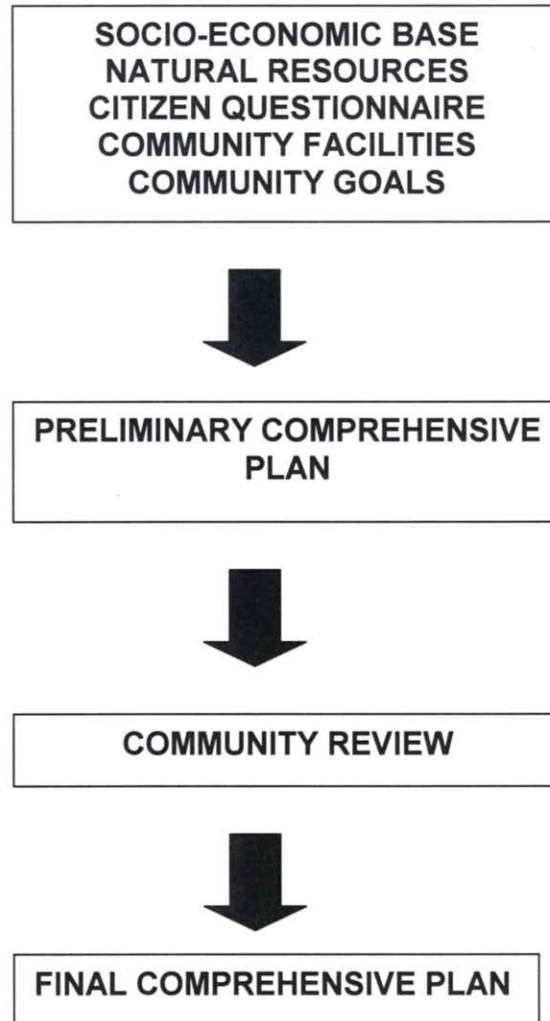 SOCIO-ECONOMIC BASE
NATURAL RESOURCES
CITIZEN QUESTIONNAIRE
COMMUNITY FACILITIES
COMMUNITY GOALS
PRELIMINARY COMPREHENSIVE
PLAN
COMMUNITY REVIEW
FINAL COMPREHENSIVE PLAN